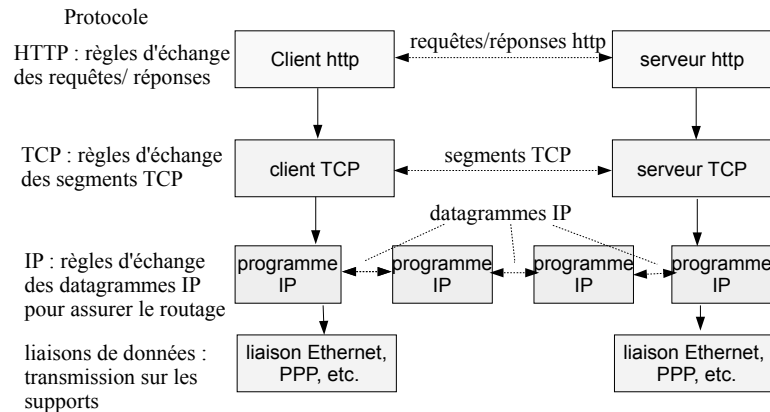 Protocole
HTTP : règles d'échange
des requêtes/ réponses
Client http
requêtes/réponses http
serveur http
TCP : règles d'échange
des segments TCP
client TCP
segments TCP
serveur TCP
datagrammes IP
IP : règles d'échange
des datagrammes IP
pour assurer le routage
programme
IP
programme
IP
programme
IP
programme
IP
liaisons de données :
transmission sur les
supports
liaison Ethernet,
PPP, etc.
liaison Ethernet,
PPP, etc.